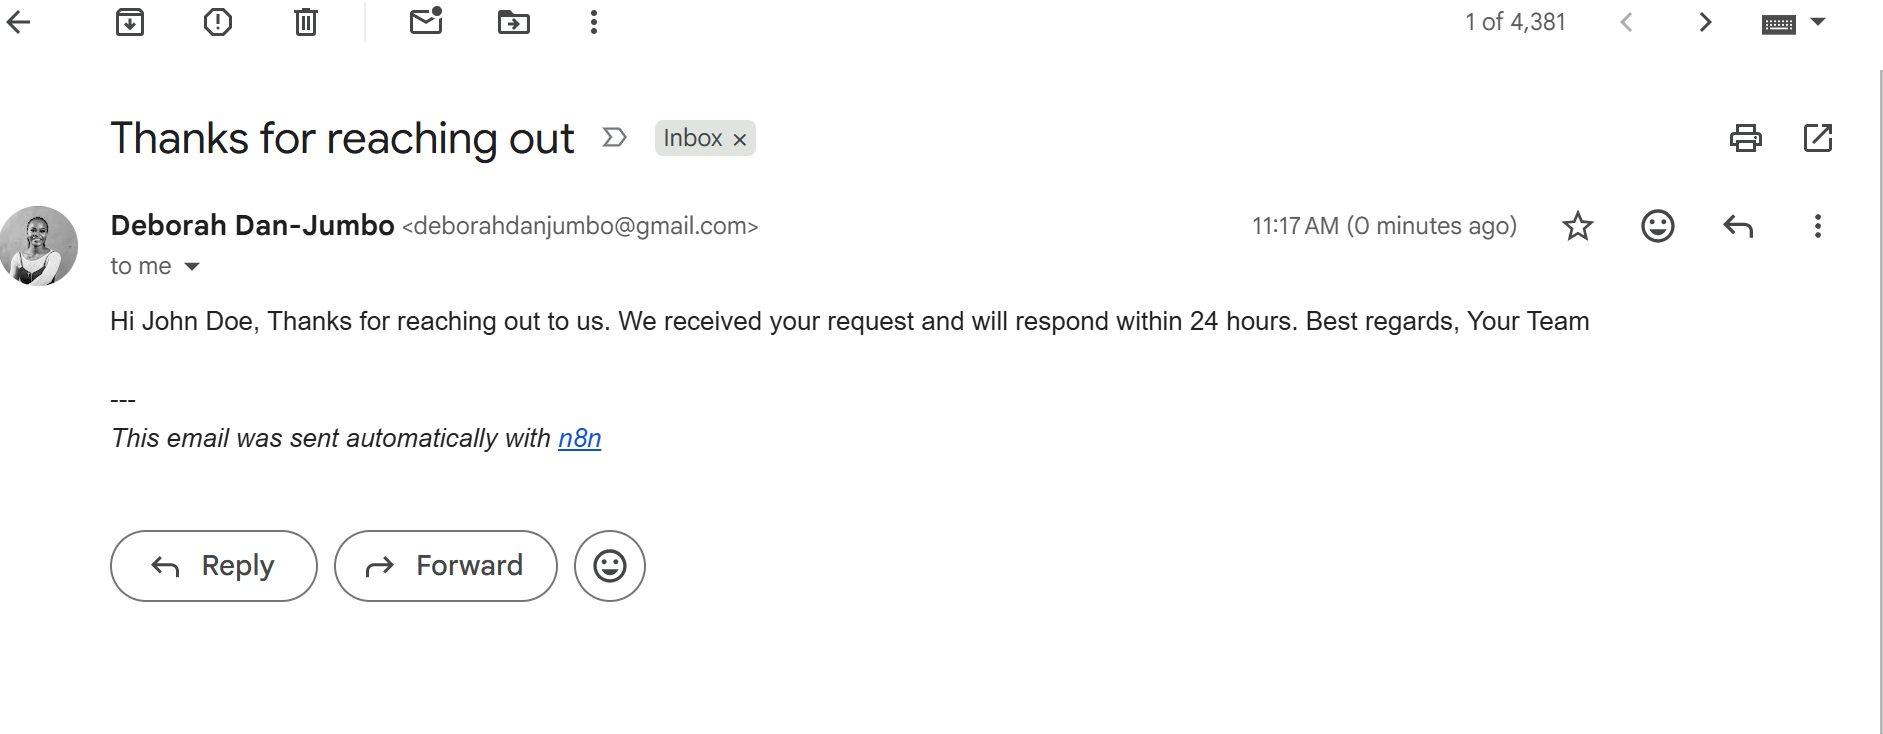 1 of 4,381
Thanks for reaching out Inbox ×
Deborah Dan-Jumbo <deborahdanjumbo@gmail.com> 11:17 AM (0 minutes ago)
to me
Hi John Doe, Thanks for reaching out to us. We received your request and will respond within 24 hours. Best regards, Your Team
---
This email was sent automatically with n8n
Reply Forward